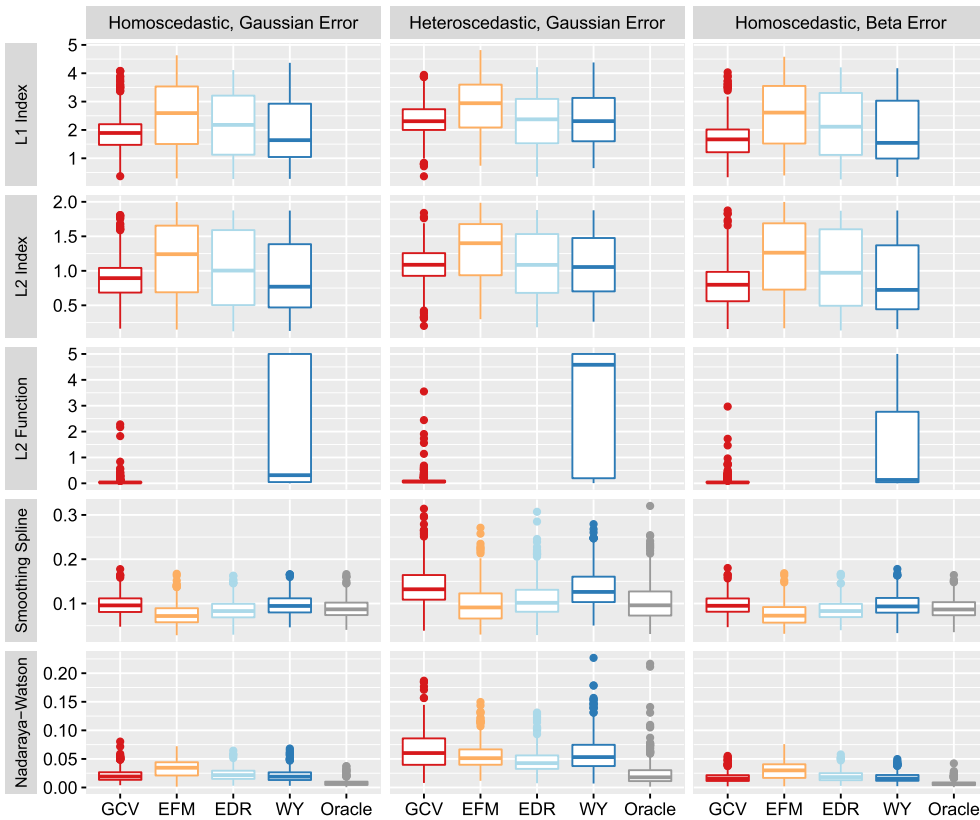 Homoscedastic, Gaussian Error
Heteroscedastic, Gaussian Error
Homoscedastic, Beta Error
L1 Index
5
4
3
2
1
L2 Index
2.0
1.5
1.0
0.5
L2 Function
5
4
3
2
1
0
Smoothing Spline
0.3
0.2
0.1
Nadaraya−Watson
0.20
0.15
0.10
0.05
0.00
GCV EFM EDR WY Oracle
GCV EFM EDR WY Oracle
GCV EFM EDR WY Oracle